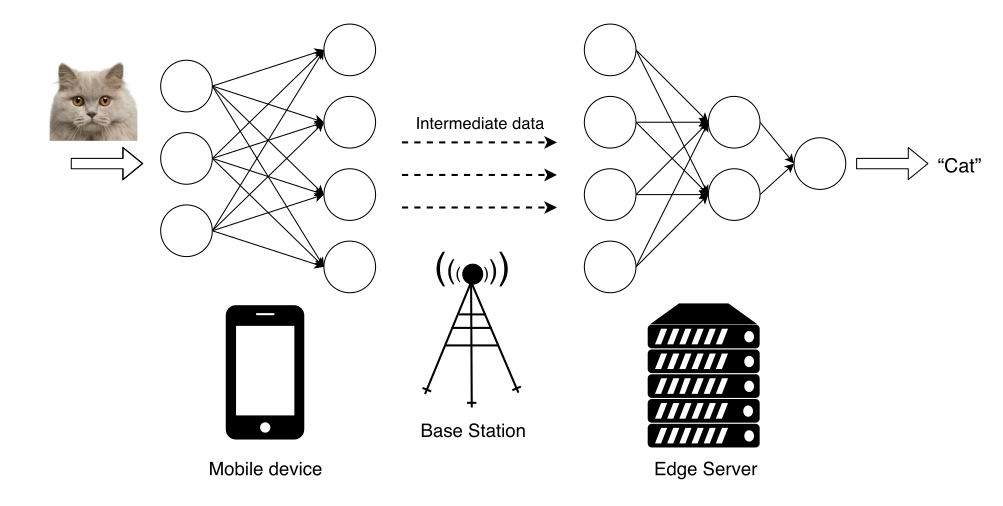 Intermediate data
“Cat”
Base Station
Mobile device
Edge Server